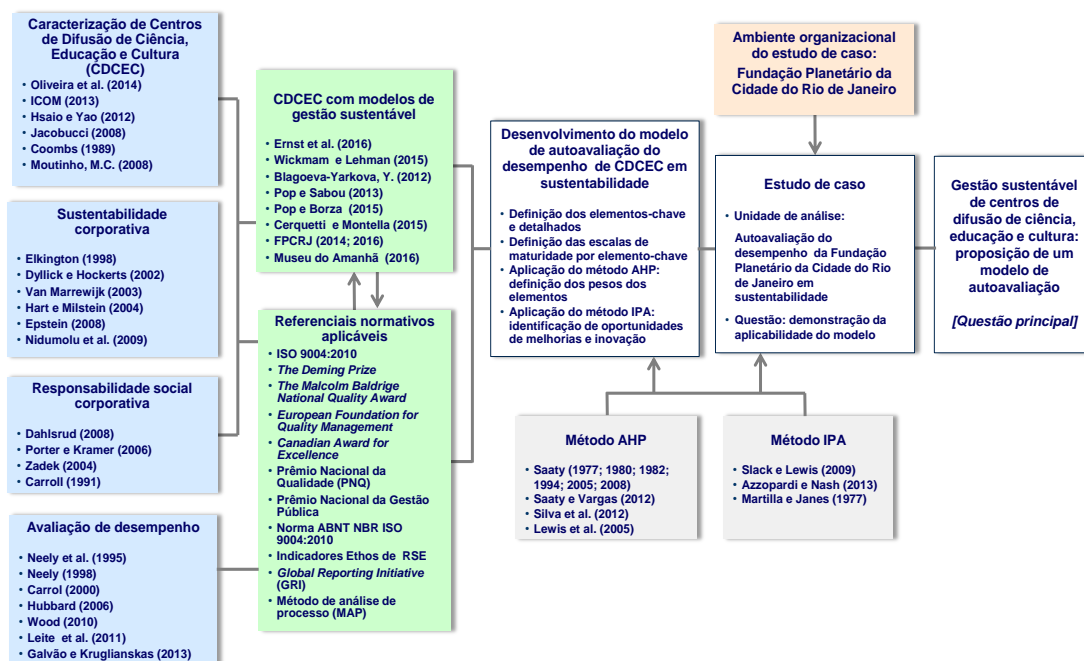 Caracterização de Centros
de Difusão de Ciência,
Educação e Cultura
(CDCEC)
• Oliveira et al. (2014)
• ICOM (2013)
• Hsaio e Yao (2012)
• Jacobucci (2008)
• Coombs (1989)
• Moutinho, M.C. (2008)
Sustentabilidade
corporativa
• Elkington (1998)
• Dyllick e Hockerts (2002)
• Van Marrewijk (2003)
• Hart e Milstein (2004)
• Epstein (2008)
• Nidumolu et al. (2009)
Responsabilidade social
corporativa
• Dahlsrud (2008)
• Porter e Kramer (2006)
• Zadek (2004)
• Carroll (1991)
Avaliação de desempenho
• Neely et al. (1995)
• Neely (1998)
• Carrol (2000)
• Hubbard (2006)
• Wood (2010)
• Leite et al. (2011)
• Galvão e Kruglianskas (2013)
CDCEC com modelos de
gestão sustentável
• Ernst et al. (2016)
• Wickmam e Lehman (2015)
• Blagoeva-Yarkova, Y. (2012)
• Pop e Sabou (2013)
• Pop e Borza (2015)
• Cerquetti e Montella (2015)
• FPCRJ (2014; 2016)
• Museu do Amanhã (2016)
Referenciais normativos
aplicáveis
• ISO 9004:2010
• The Deming Prize
• The Malcolm Baldrige
National Quality Award
• European Foundation for
Quality Management
• Canadian Award for
Excellence
• Prêmio Nacional da
Qualidade (PNQ)
• Prêmio Nacional da Gestão
Pública
• Norma ABNT NBR ISO
9004:2010
• Indicadores Ethos de RSE
• Global Reporting Initiative
(GRI)
• Método de análise de
processo (MAP)
Desenvolvimento do modelo
de autoavaliação do
desempenho de CDCEC em
sustentabilidade
• Definição dos elementos-chave
e detalhados
• Definição das escalas de
maturidade por elemento-chave
• Aplicação do método AHP:
definição dos pesos dos
elementos
• Aplicação do método IPA:
identificação de oportunidades
de melhorias e inovação
Ambiente organizacional
do estudo de caso:
Fundação Planetário da
Cidade do Rio de Janeiro
Estudo de caso
• Unidade de análise:
Autoavaliação do
desempenho da Fundação
Planetário da Cidade do Rio
de Janeiro em
sustentabilidade
• Questão: demonstração da
aplicabilidade do modelo
Gestão sustentável
de centros de
difusão de ciência,
educação e cultura:
proposição de um
modelo de
autoavaliação
[Questão principal]
Método AHP
• Saaty (1977; 1980; 1982;
1994; 2005; 2008)
• Saaty e Vargas (2012)
• Silva et al. (2012)
• Lewis et al. (2005)
Método IPA
• Slack e Lewis (2009)
• Azzopardi e Nash (2013)
• Martilla e Janes (1977)